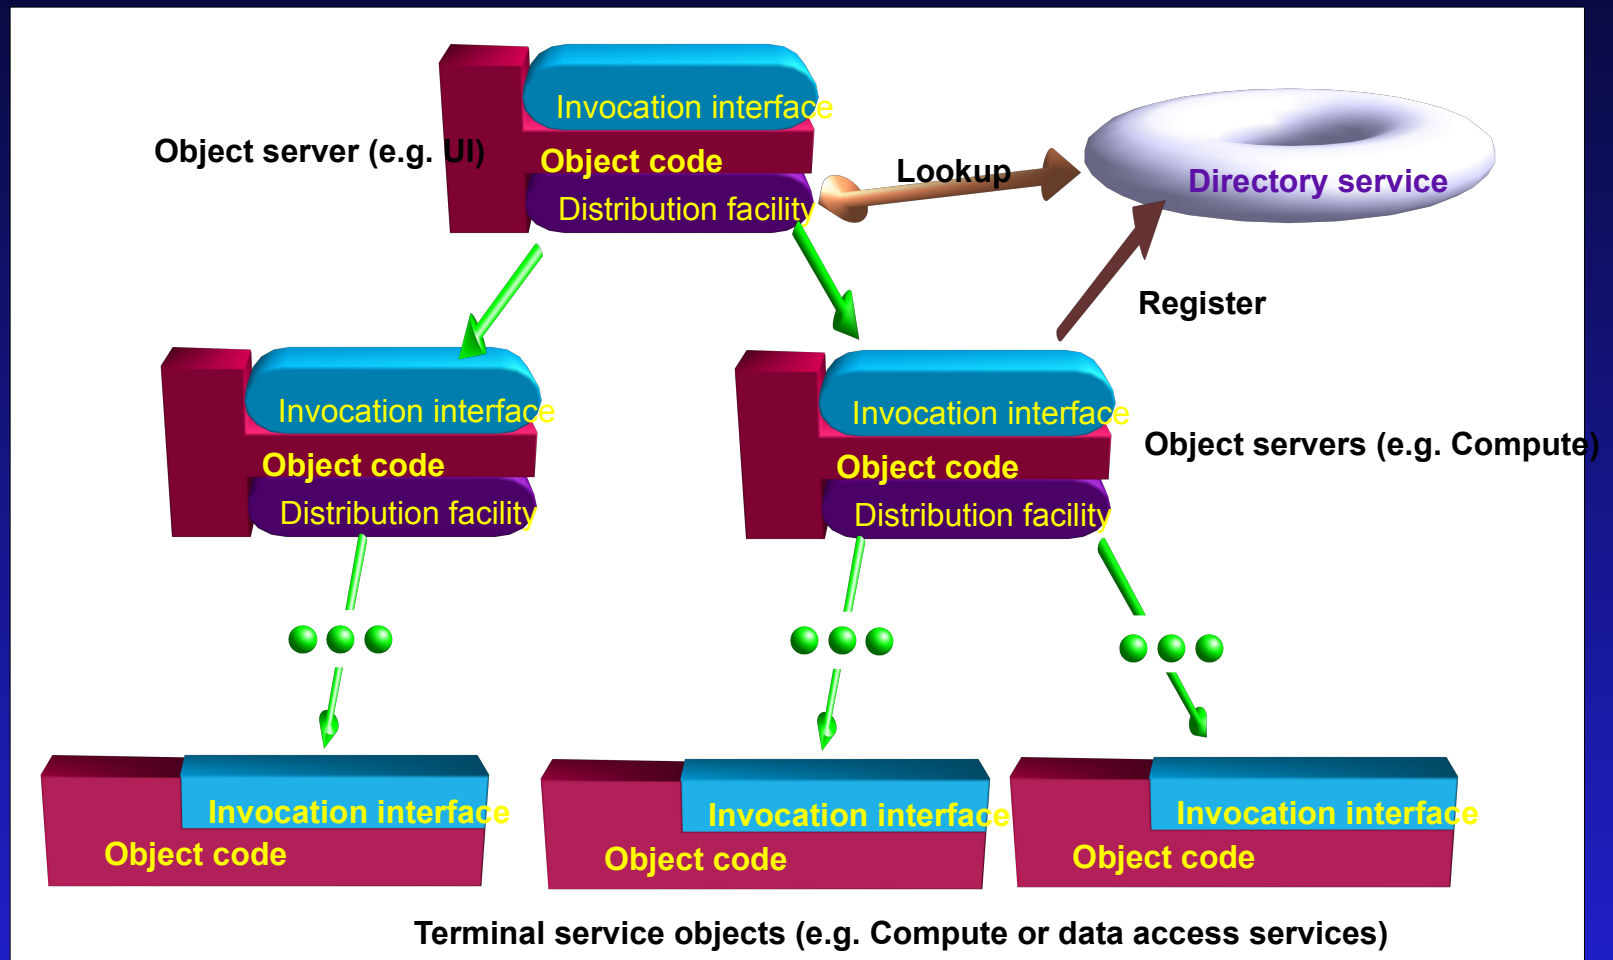 Invocation interface
Object server (e.g. UI)
Object code
Lookup
Directory service
Distribution facility
Register
Invocation interface
Invocation interface
Object servers (e.g. Compute)
Object code
Object code
Distribution facility
Distribution facility
Invocation interface
Invocation interface
Invocation interface
Object code
Object code
Object code
Terminal service objects (e.g. Compute or data access services)